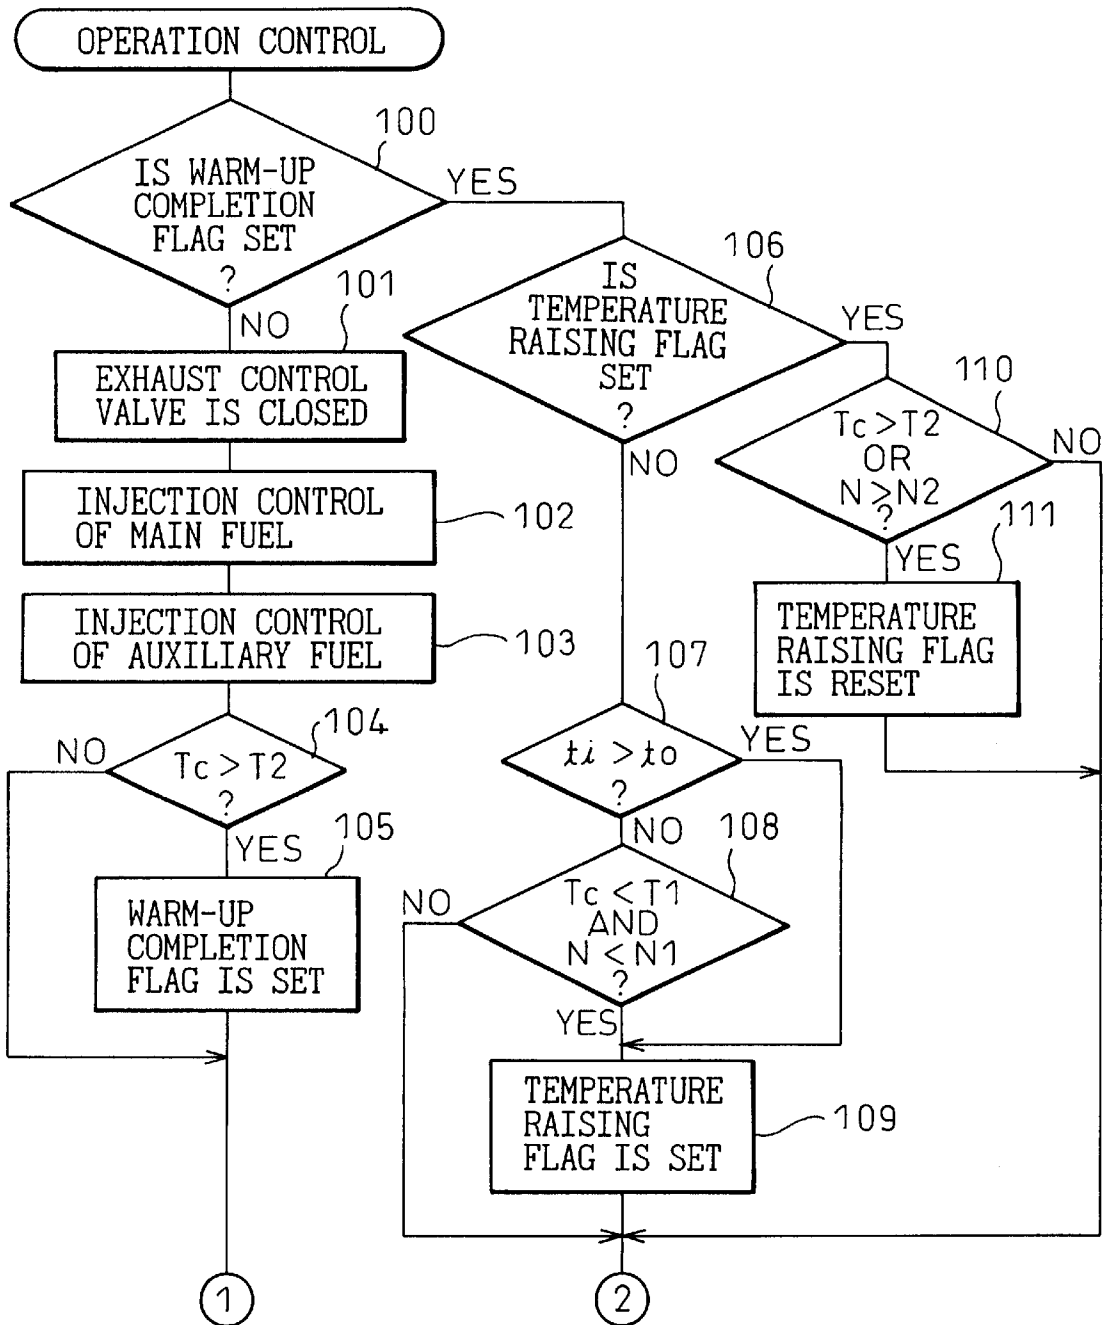 OPERATION CONTROL
100
IS WARM-UP
COMPLETION
FLAG SET
?
YES
NO
101
EXHAUST CONTROL
VALVE IS CLOSED
INJECTION CONTROL
OF MAIN FUEL
102
INJECTION CONTROL
OF AUXILIARY FUEL
103
104
Tc > T2
?
NO
YES
105
WARM-UP
COMPLETION
FLAG IS SET
1
106
IS
TEMPERATURE
RAISING FLAG
SET
?
YES
NO
107
ti > to
?
YES
NO
108
Tc < T1
AND
N < N1
?
NO
YES
TEMPERATURE
RAISING
FLAG IS SET
109
110
Tc > T2
OR
N > N2
?
NO
YES
111
TEMPERATURE
RAISING FLAG
IS RESET
2